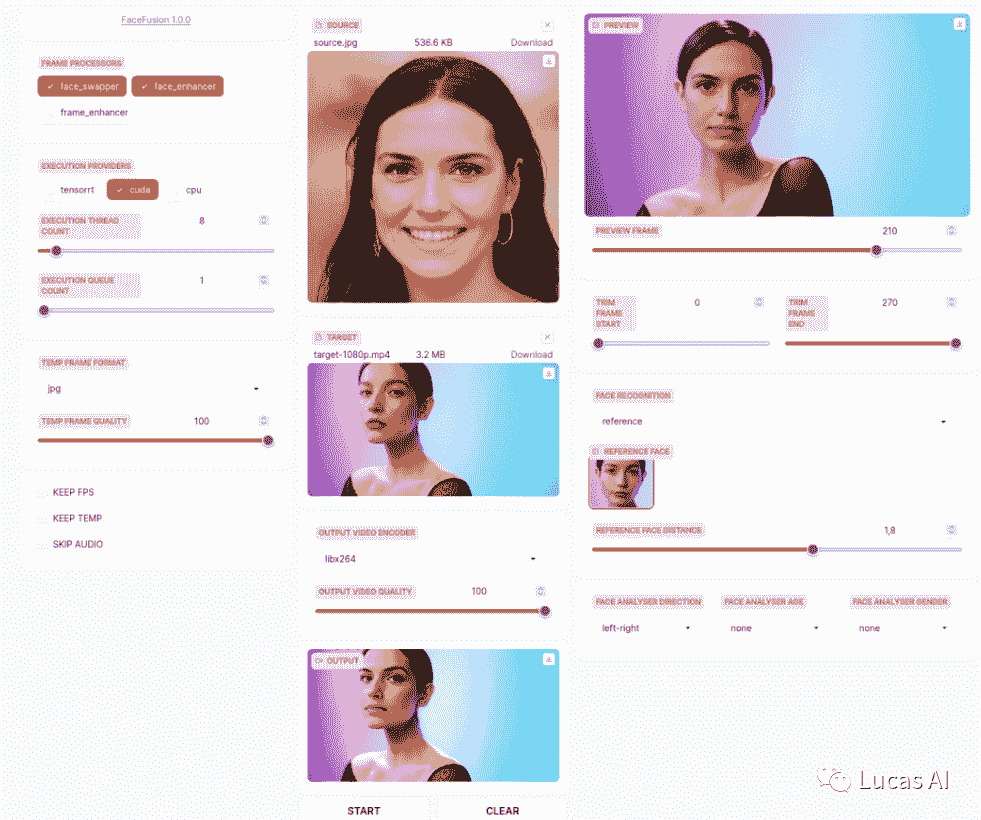 FaceFusion 1.0.0
FRAME PROCESSORS
✓ face_swapper ✓ face_enhancer
frame_enhancer
EXECUTION PROVIDERS
tensorrt ✓ cuda cpu
EXECUTION THREAD COUNT 8
EXECUTION QUEUE COUNT 1
TEMP FRAME FORMAT
jpg
TEMP FRAME QUALITY 100
KEEP FPS
KEEP TEMP
SKIP AUDIO
SOURCE
source.jpg 536.6 KB Download
TARGET
target-1080p.mp4 3.2 MB Download
OUTPUT VIDEO ENCODER
libx264
OUTPUT VIDEO QUALITY 100
OUTPUT
START CLEAR
PREVIEW
PREVIEW FRAME 210
TRIM FRAME START 0
TRIM FRAME END 270
FACE RECOGNITION
reference
REFERENCE FACE
REFERENCE FACE DISTANCE 1,8
FACE ANALYSER DIRECTION FACE ANALYSER AGE FACE ANALYSER GENDER
left-right none none
Lucas AI